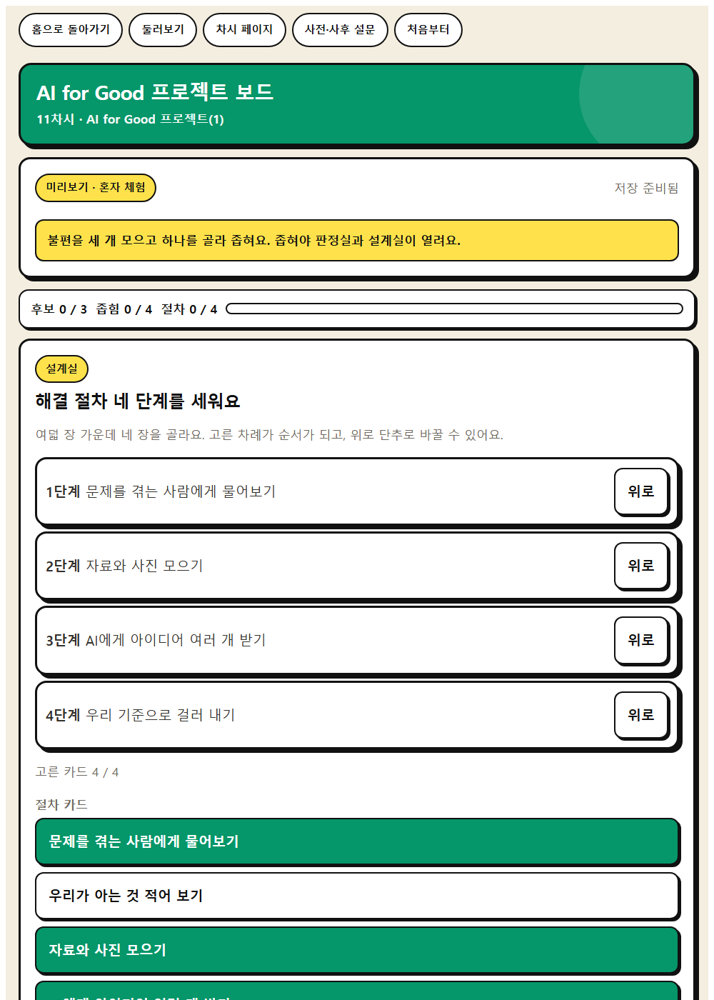 홈으로 돌아가기
둘러보기
차시 페이지
사전·사후 설문
처음부터
AI for Good 프로젝트 보드
11차시 · AI for Good 프로젝트(1)
미리보기 · 혼자 체험
저장 준비됨
불편을 세 개 모으고 하나를 골라 좁혀요. 좁혀야 판정실과 설계실이 열려요.
후보 0 / 3 좁힘 0 / 4 절차 0 / 4
설계실
해결 절차 네 단계를 세워요
여덟 장 가운데 네 장을 골라요. 고른 차례가 순서가 되고, 위로 단추로 바꿀 수 있어요.
1단계 문제를 겪는 사람에게 물어보기
위로
2단계 자료와 사진 모으기
위로
3단계 AI에게 아이디어 여러 개 받기
위로
4단계 우리 기준으로 걸러 내기
위로
고른 카드 4 / 4
절차 카드
문제를 겪는 사람에게 물어보기
우리가 아는 것 적어 보기
자료와 사진 모으기